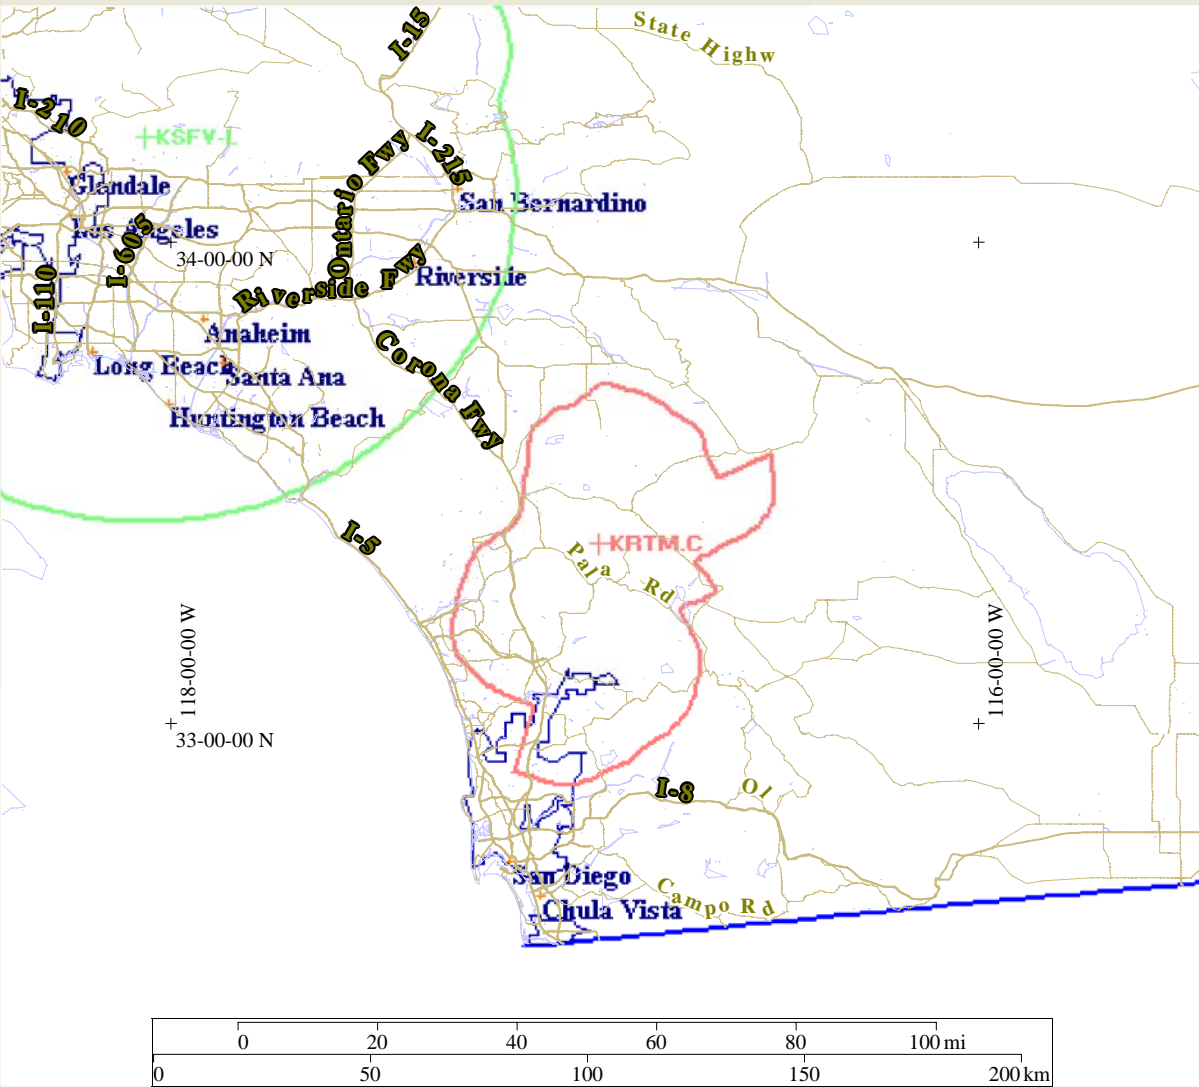 I-15
State Highw
I-210
KSFV-L
Ontario Fwy
I-215
Glandale
San Bernardino
Los Angeles
I-605
34-00-00 N
Riverside
I-110
Riverside Fwy
Anaheim
Corona Fwy
Long Beach
Santa Ana
Huntington Beach
I-5
KRTM.C
Pala Rd
118-00-00 W
116-00-00 W
33-00-00 N
I-8
Ol
San Diego
Campo Rd
Chula Vista
0 20 40 60 80 100 mi
0 50 100 150 200 km